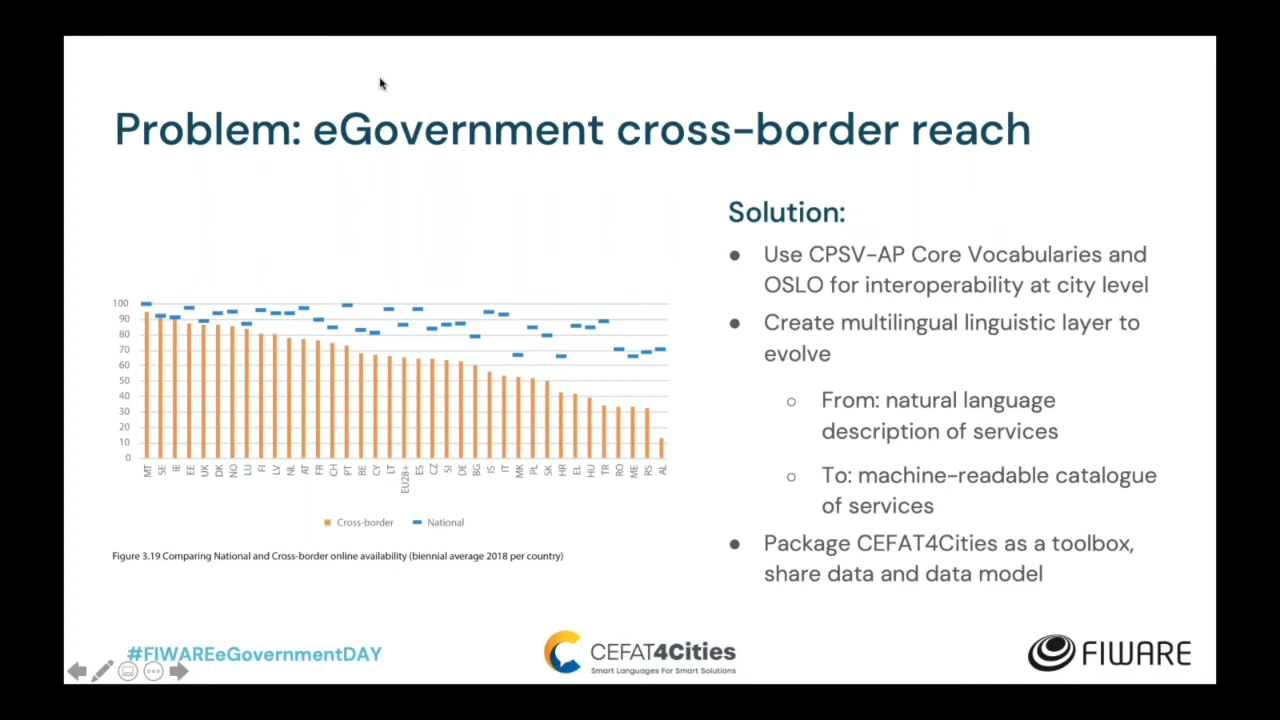 Problem: eGovernment cross-border reach
100
90
80
70
60
50
40
30
20
10
0
MT SE IE EE UK DK NO LU FI LV NL AT FR CH PT BE CY LT EU28+ ES CZ SI DE BG IS IT MK PL SK HR EL HU TR RO ME RS AL
Cross-border National
Figure 3.19 Comparing National and Cross-border online availability (biennial average 2018 per country)
Solution:
● Use CPSV-AP Core Vocabularies and
OSLO for interoperability at city level
● Create multilingual linguistic layer to
evolve
○ From: natural language
description of services
○ To: machine-readable catalogue
of services
● Package CEFAT4Cities as a toolbox,
share data and data model
#FIWAREeGovernmentDAY
CEFAT4Cities
Smart Languages For Smart Solutions
FIWARE